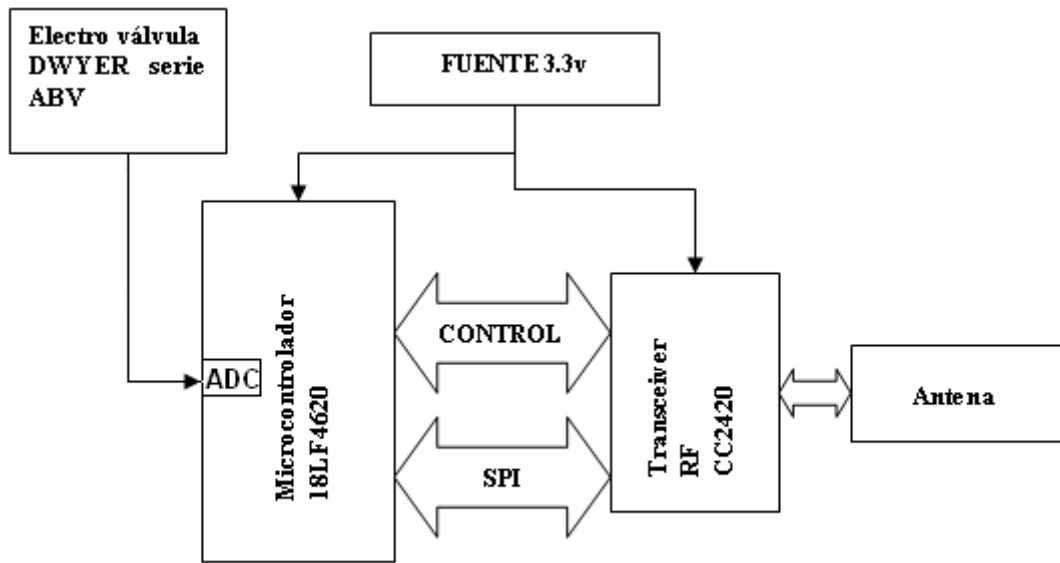 Electro válvula
DWYER serie
ABV
FUENTE 3.3v
ADC
Microcontrolador
18LF4620
CONTROL
SPI
Transceiver
RF CC2420
Antena